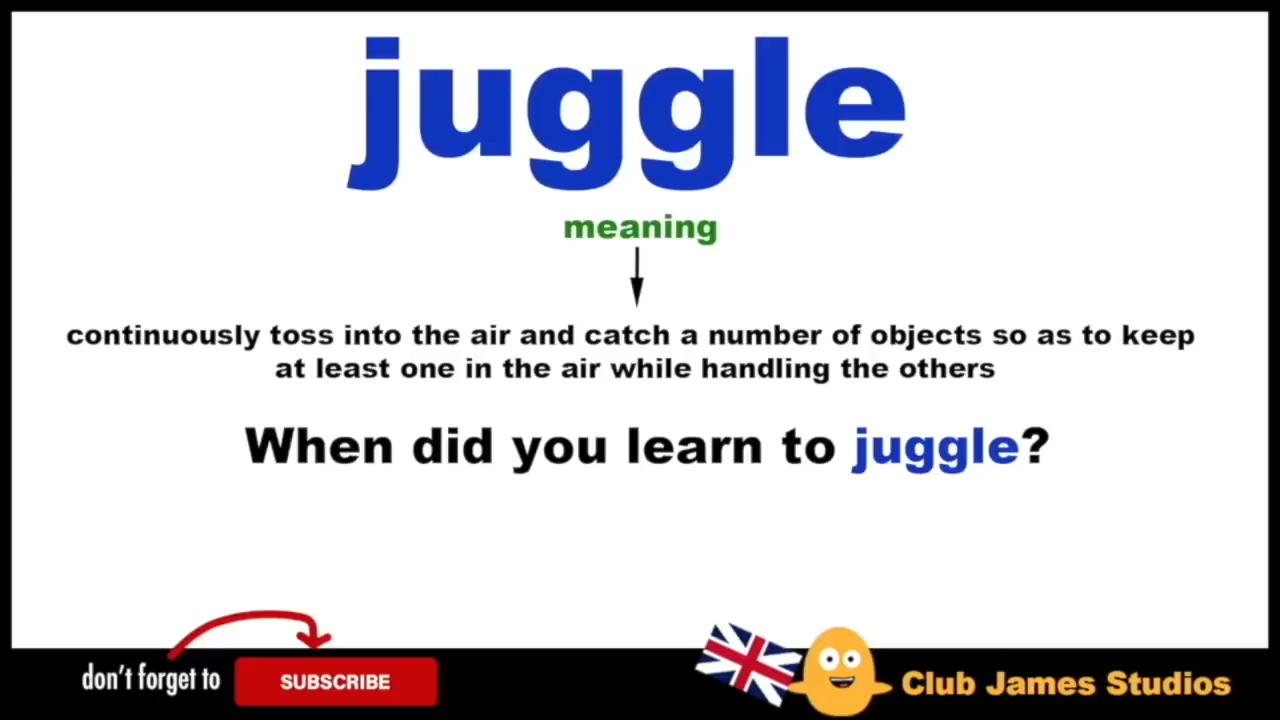 juggle
meaning
continuously toss into the air and catch a number of objects so as to keep
at least one in the air while handling the others
When did you learn to juggle?
don't forget to SUBSCRIBE
Club James Studios